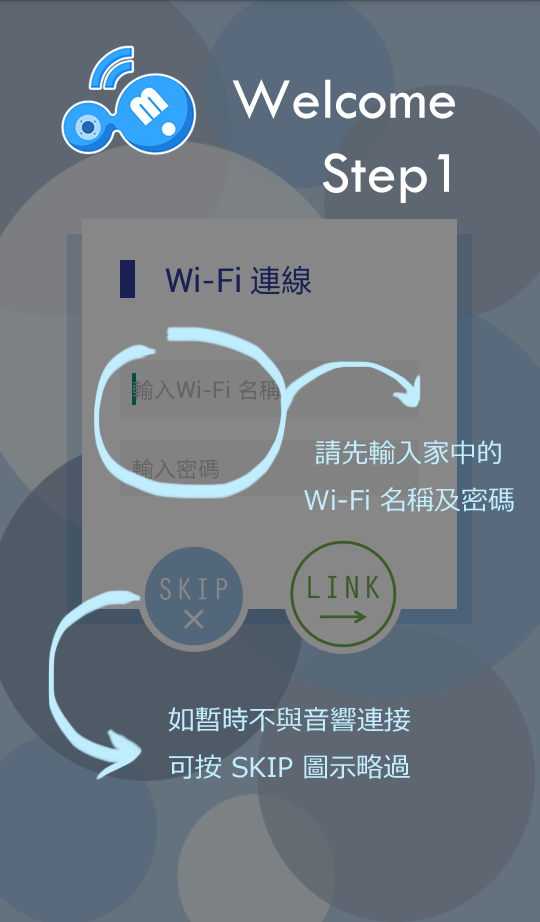 m
Welcome
Step1
Wi-Fi 連線
輸入Wi-Fi 名稱
請先輸入家中的
輸入密碼
Wi-Fi 名稱及密碼
SKIP
LINK
如暫時不與音響連接
可按 SKIP 圖示略過